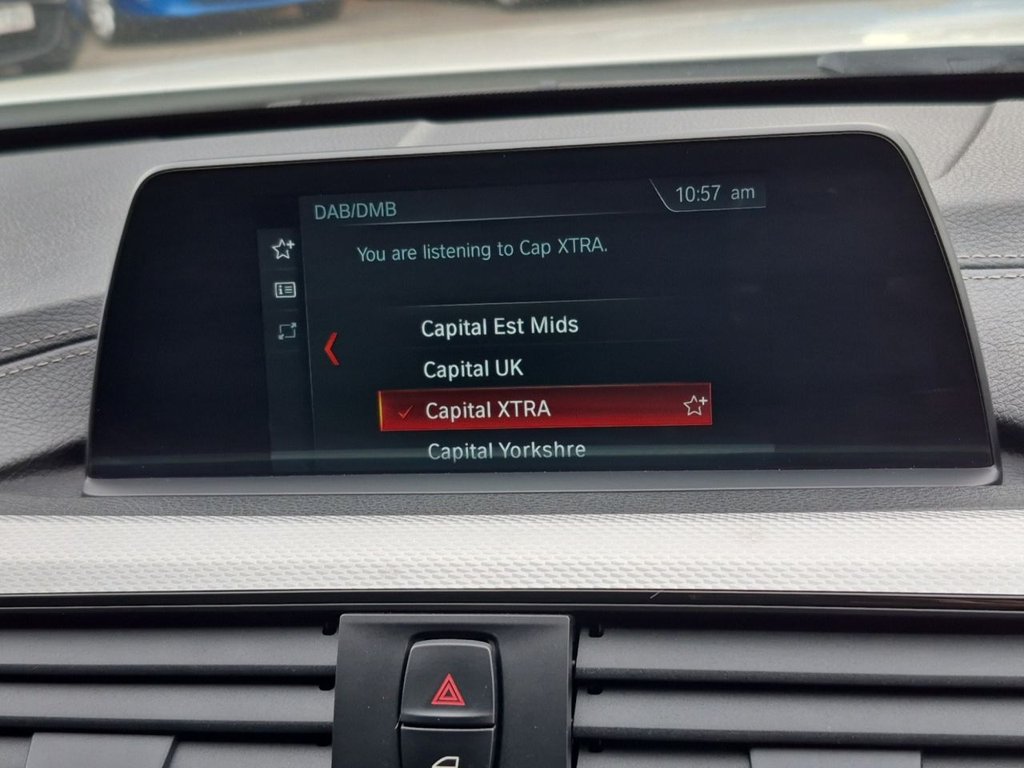 DAB/DMB
10:57 am
You are listening to Cap XTRA.
Capital Est Mids
Capital UK
Capital XTRA
Capital Yorkshre